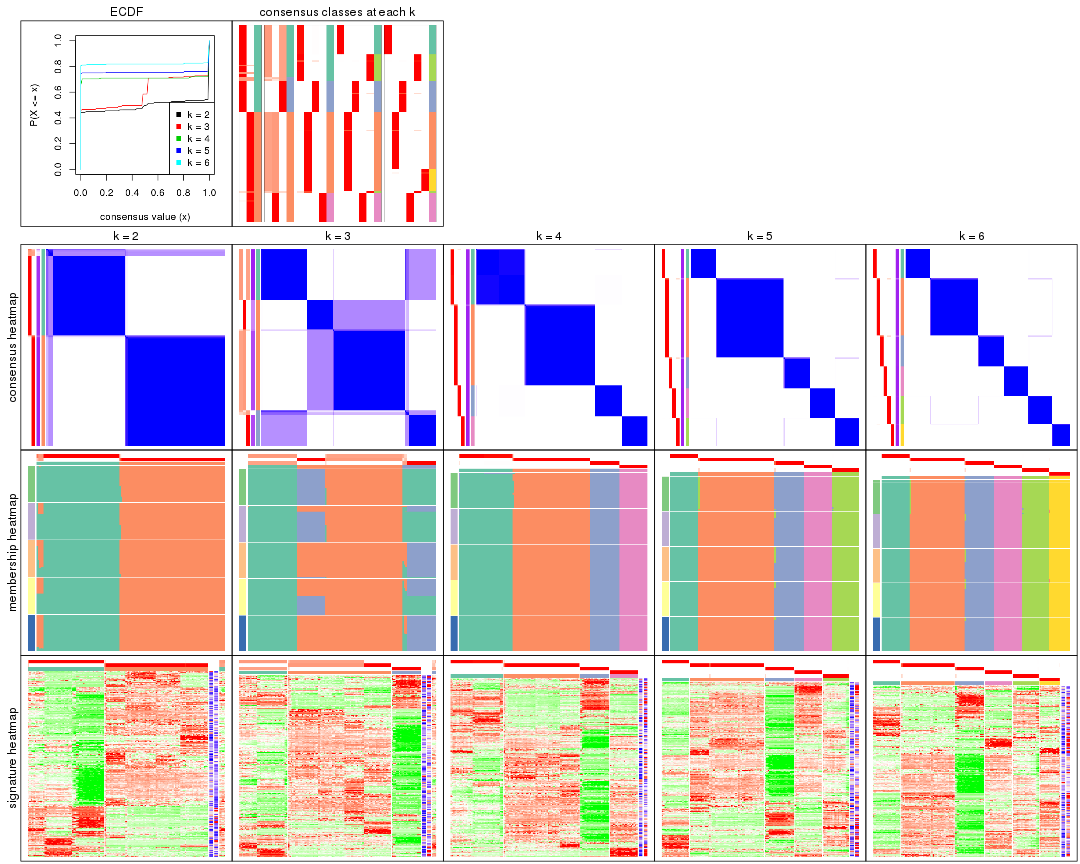 ECDF
consensus classes at each k
P(X <= x)
1.0
0.8
0.6
0.4
0.2
0.0
k = 2
k = 3
k = 4
k = 5
k = 6
0.0 0.2 0.4 0.6 0.8 1.0
consensus value (x)
k = 2
k = 3
k = 4
k = 5
k = 6
consensus heatmap
membership heatmap
signature heatmap